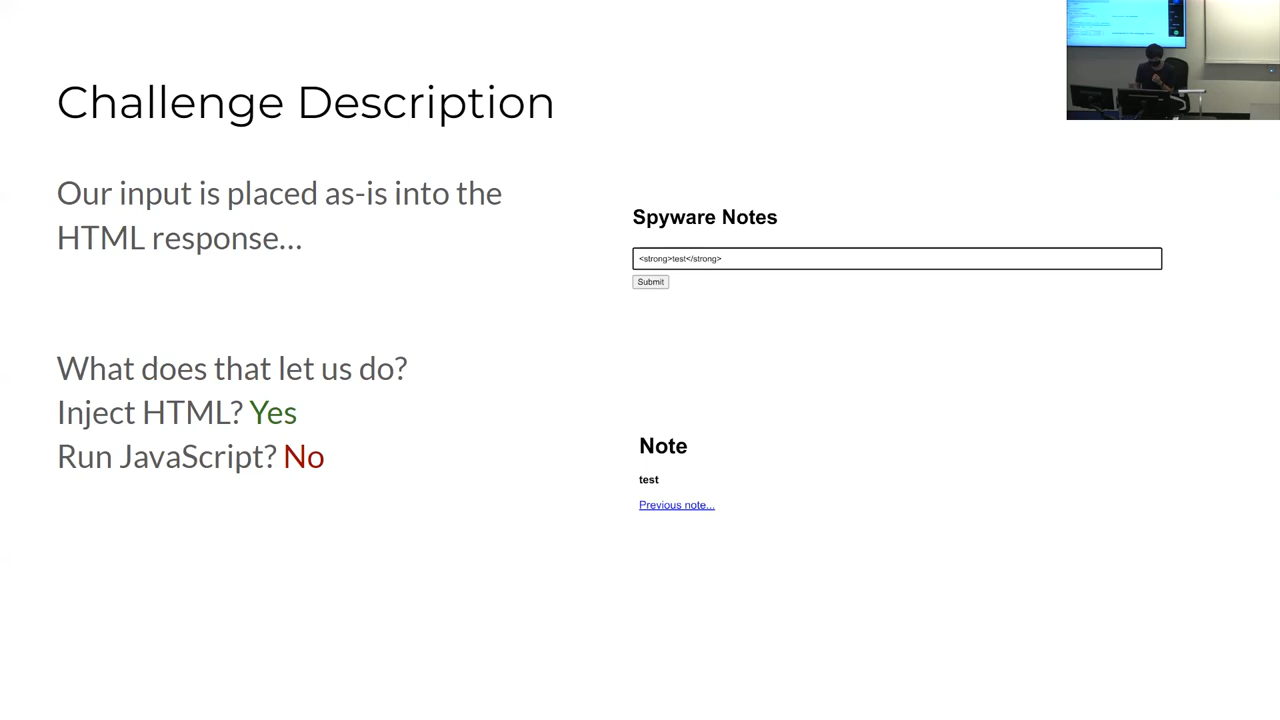 Challenge Description
Our input is placed as-is into the
HTML response...
What does that let us do?
Inject HTML? Yes
Run JavaScript? No
Spyware Notes
<strong>test</strong>
Submit
Note
test
Previous note...